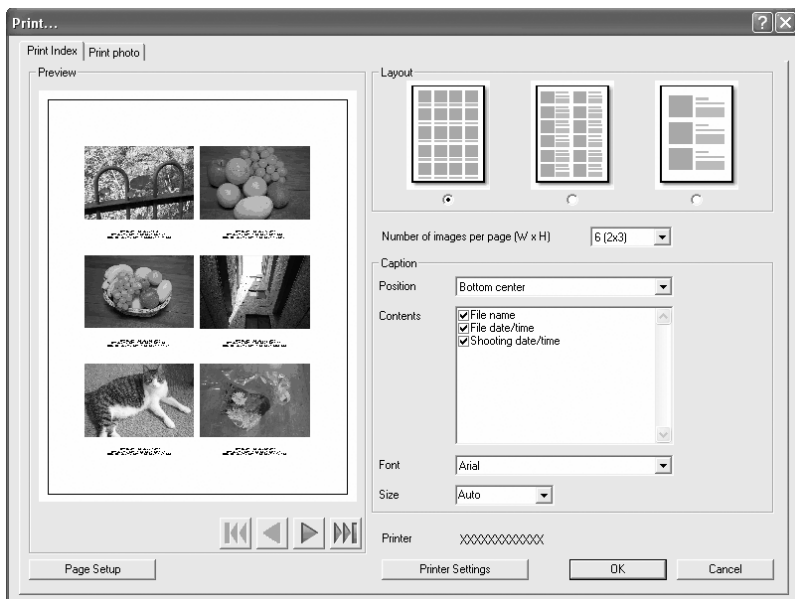 Print...
Print Index
Print photo
Preview
Layout
Number of images per page (W x H)
6 (2x3)
Caption
Position
Bottom center
Contents
File name
File date/time
Shooting date/time
Font
Arial
Size
Auto
Printer
XXXXXXXXXXXX
Page Setup
Printer Settings
OK
Cancel